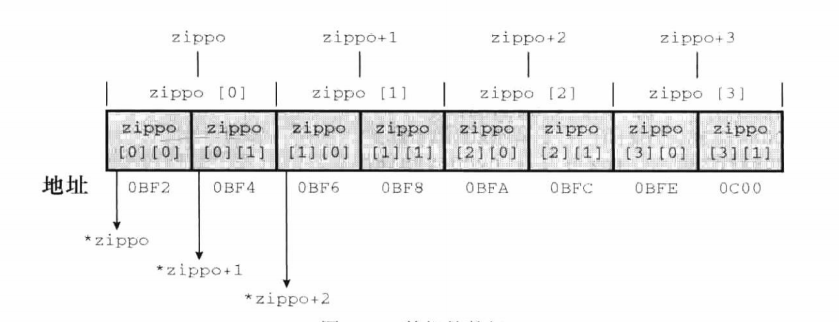 zippo zippo+1 zippo+2 zippo+3
zippo [0] zippo [1] zippo [2] zippo [3]
zippo zippo zippo zippo zippo zippo zippo zippo
[0][0] [0][1] [1][0] [1][1] [2][0] [2][1] [3][0] [3][1]
地址 0BF2 0BF4 0BF6 0BF8 0BFA 0BFC 0BFE 0C00
*zippo
*zippo+1
*zippo+2